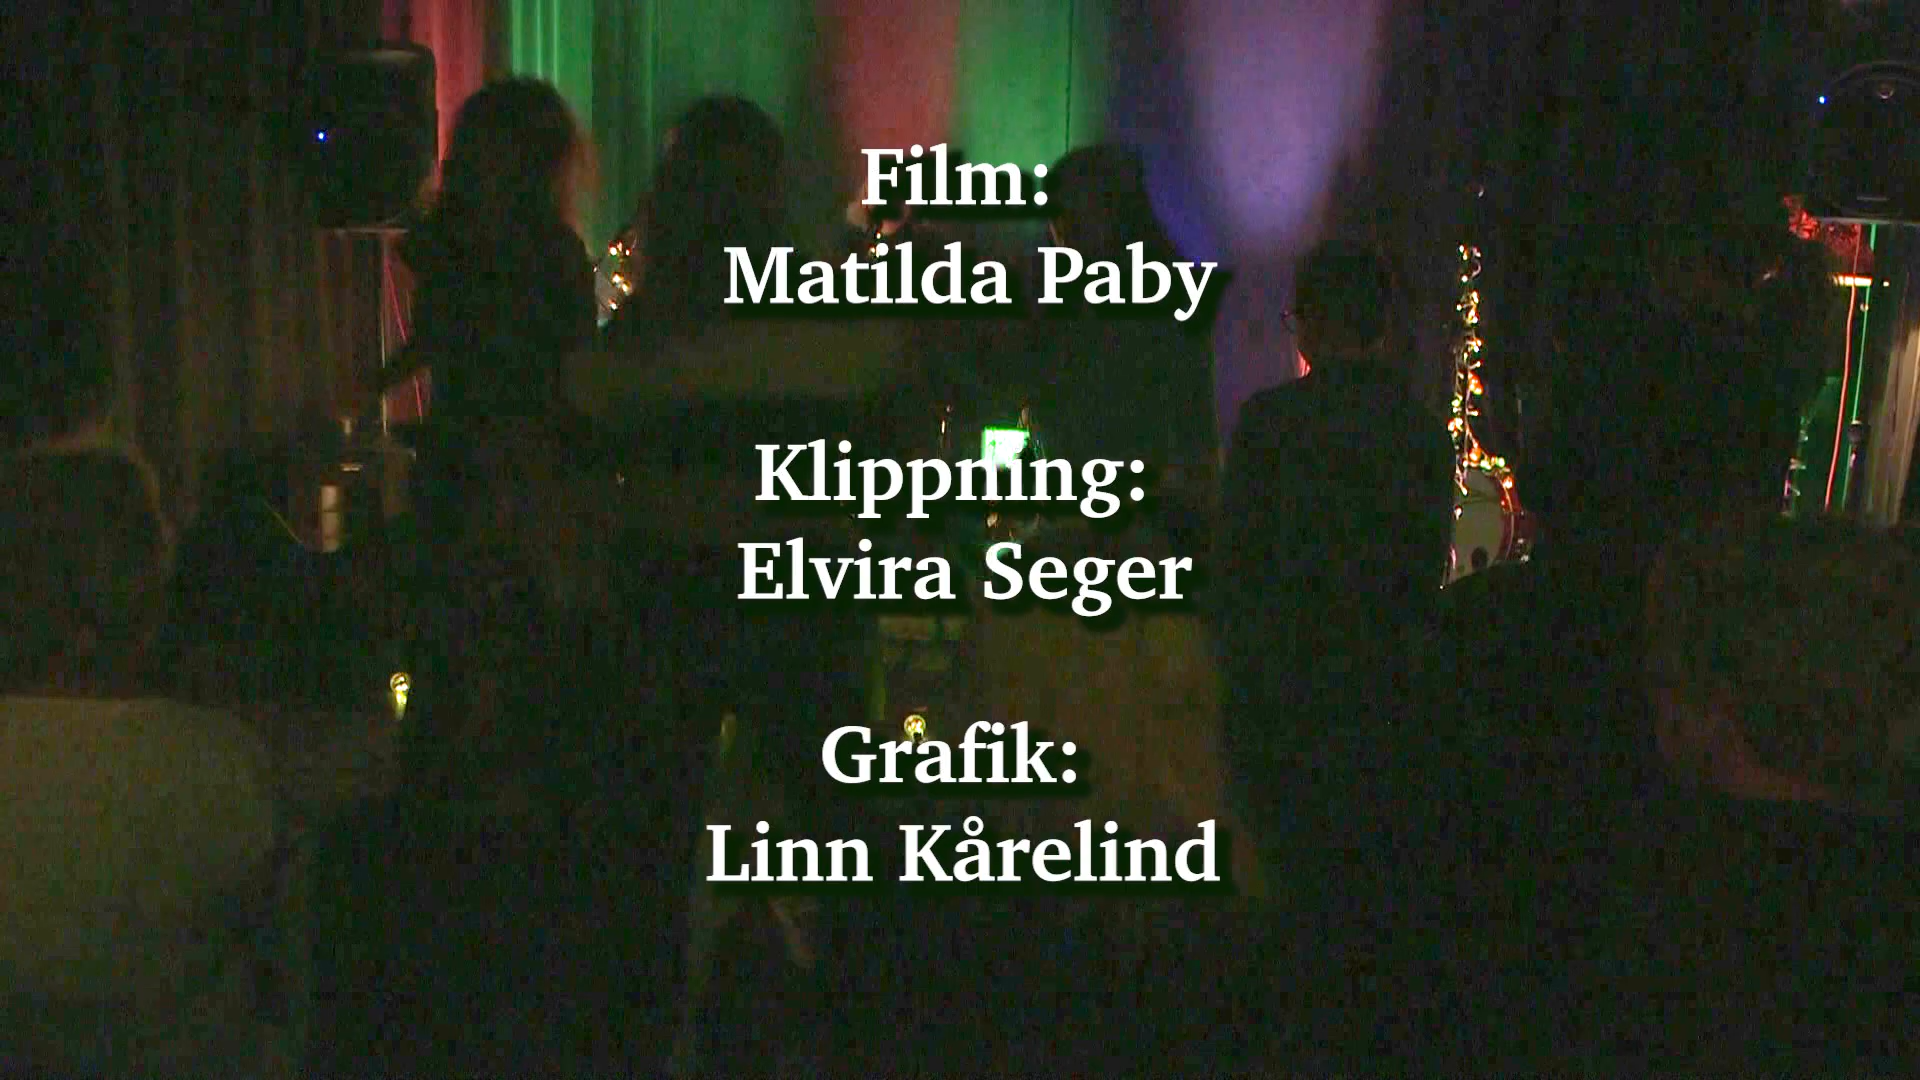 Film:
Matilda Paby
Klippning:
Elvira Seger
Grafik:
Linn Kårelind